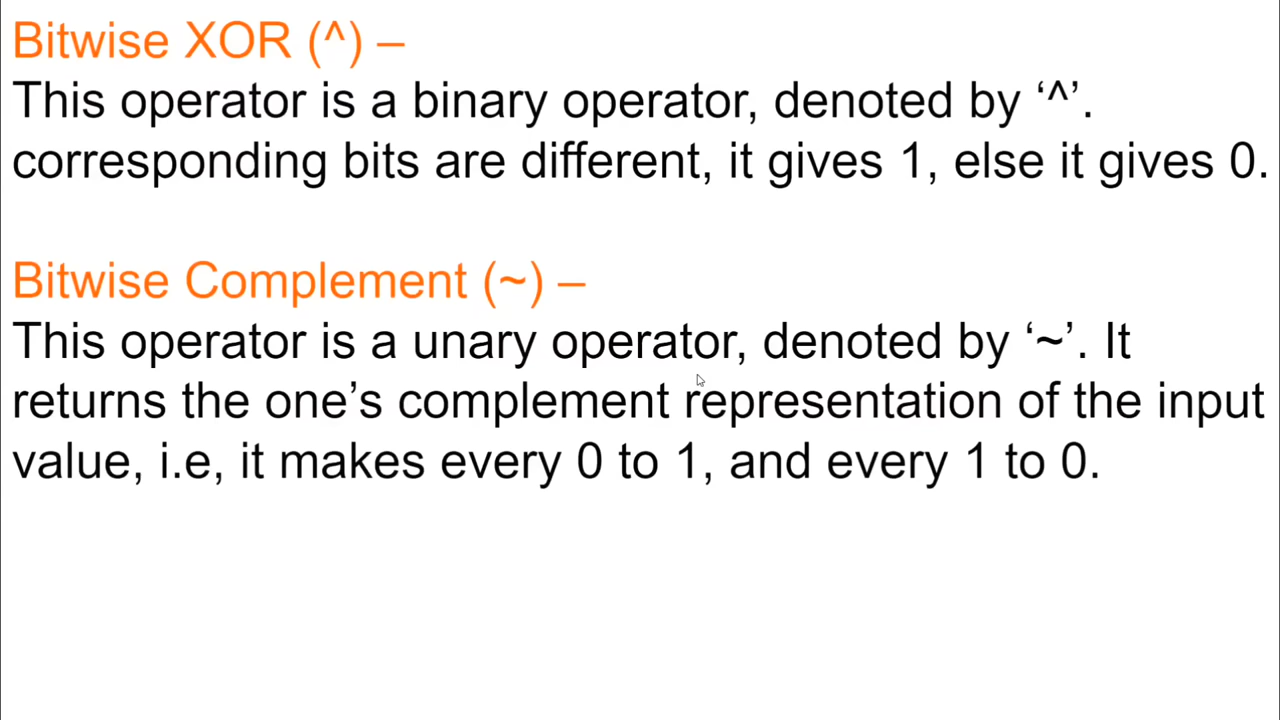 Bitwise XOR (^) –
This operator is a binary operator, denoted by ‘^’.
corresponding bits are different, it gives 1, else it gives 0.
Bitwise Complement (~) –
This operator is a unary operator, denoted by ‘~’. It
returns the one’s complement representation of the input
value, i.e, it makes every 0 to 1, and every 1 to 0.